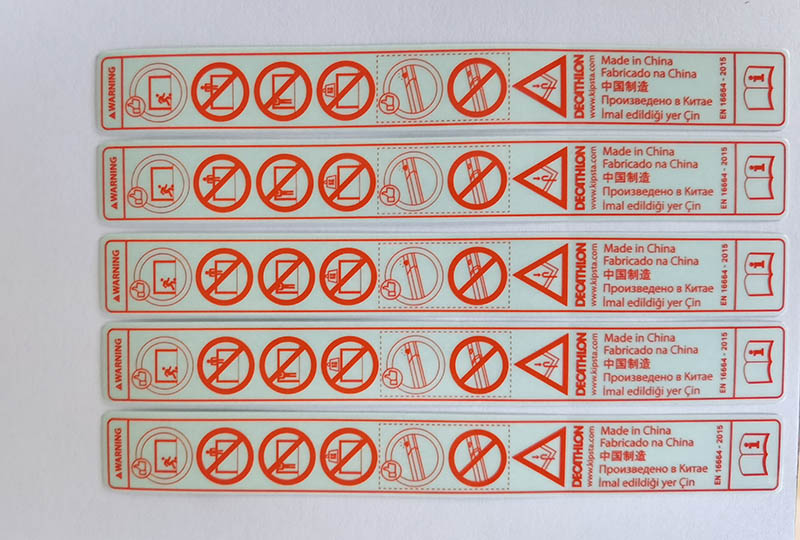 ⚠WARNING
DECATHLON
www.kipsta.com
Made in China
Fabricado na China
中国制造
Произведено в Китае
İmal edildiği yer Çin
EN 16664 - 2015
⚠WARNING
DECATHLON
www.kipsta.com
Made in China
Fabricado na China
中国制造
Произведено в Китае
İmal edildiği yer Çin
EN 16664 - 2015
⚠WARNING
DECATHLON
www.kipsta.com
Made in China
Fabricado na China
中国制造
Произведено в Китае
İmal edildiği yer Çin
EN 16664 - 2015
⚠WARNING
DECATHLON
www.kipsta.com
Made in China
Fabricado na China
中国制造
Произведено в Китае
İmal edildiği yer Çin
EN 16664 - 2015
⚠WARNING
DECATHLON
www.kipsta.com
Made in China
Fabricado na China
中国制造
Произведено в Китае
İmal edildiği yer Çin
EN 16664 - 2015